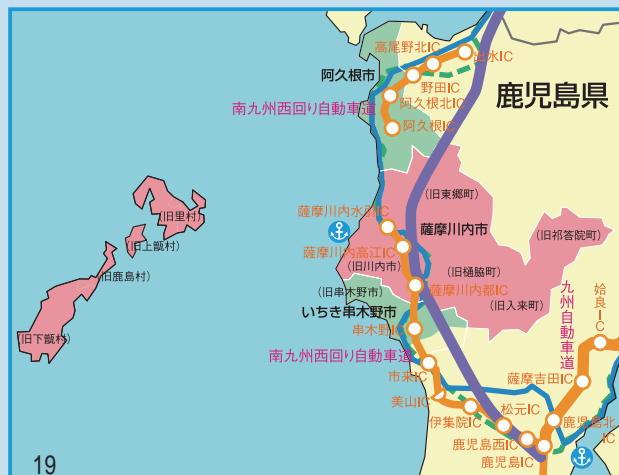 高尾野北IC
出水IC
阿久根市
野田IC
鹿児島県
南九州西回り自動車道
阿久根北IC
阿久根IC
(旧東郷町)
薩摩川内水引IC
(旧里村)
薩摩川内市
(旧祁答院町)
(旧上甑村)
薩摩川内高江IC
(旧川内市)
(旧樋脇町)
(旧鹿島村)
薩摩川内都IC
(旧串木野市)
(旧入来町)
九州自動車道
姶良IC
いちき串木野市
串木野IC
(旧下甑村)
南九州西回り自動車道
市来IC
薩摩吉田IC
美山IC
松元IC
伊集院IC
鹿児島北IC
鹿児島西IC
鹿児島IC
19